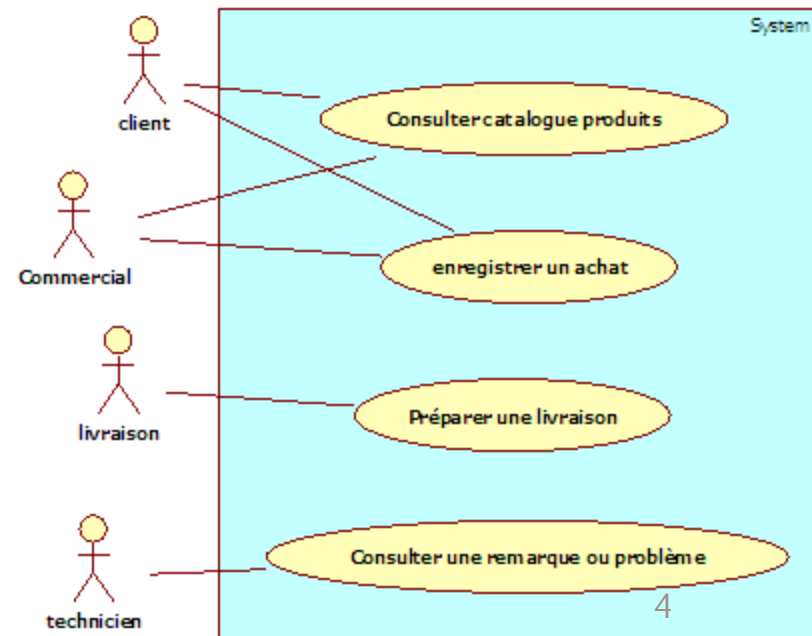 System
client
Consulter catalogue produits
Commercial
enregistrer un achat
livraison
Préparer une livraison
technicien
Consulter une remarque ou problème
4